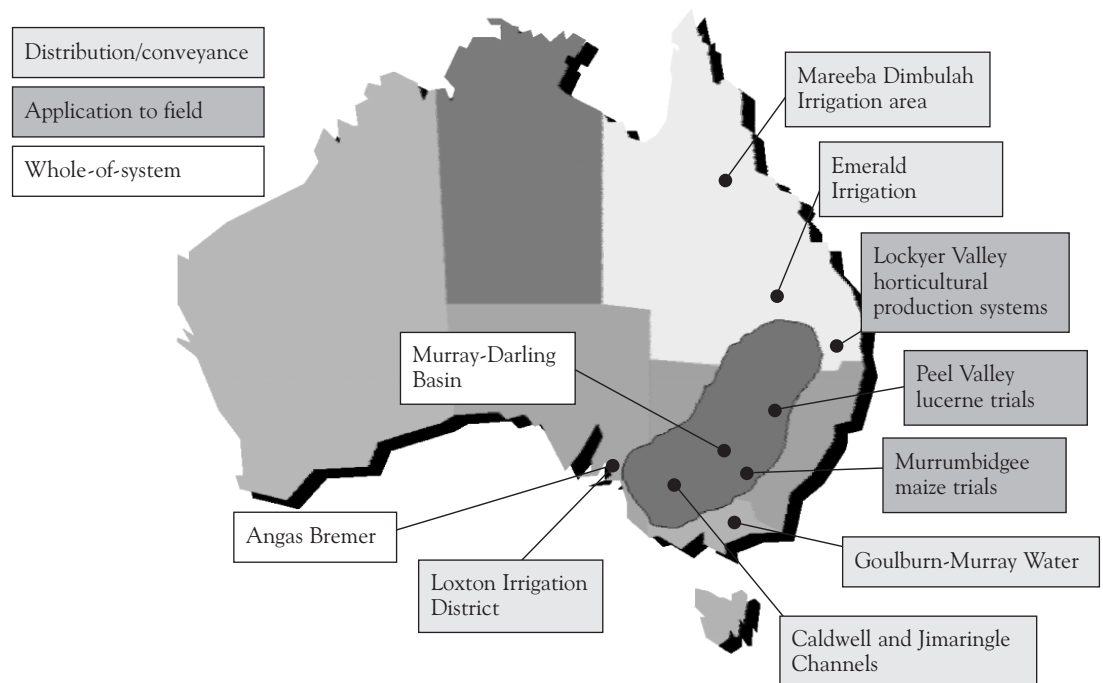 Distribution/conveyance
Application to field
Whole-of-system
Mareeba Dimbulah
Irrigation area
Emerald
Irrigation
Lockyer Valley
horticultural
production systems
Murray-Darling
Basin
Peel Valley
lucerne trials
Murrumbidgee
maize trials
Angas Bremer
Goulburn-Murray Water
Loxton Irrigation
District
Caldwell and Jimaringle
Channels